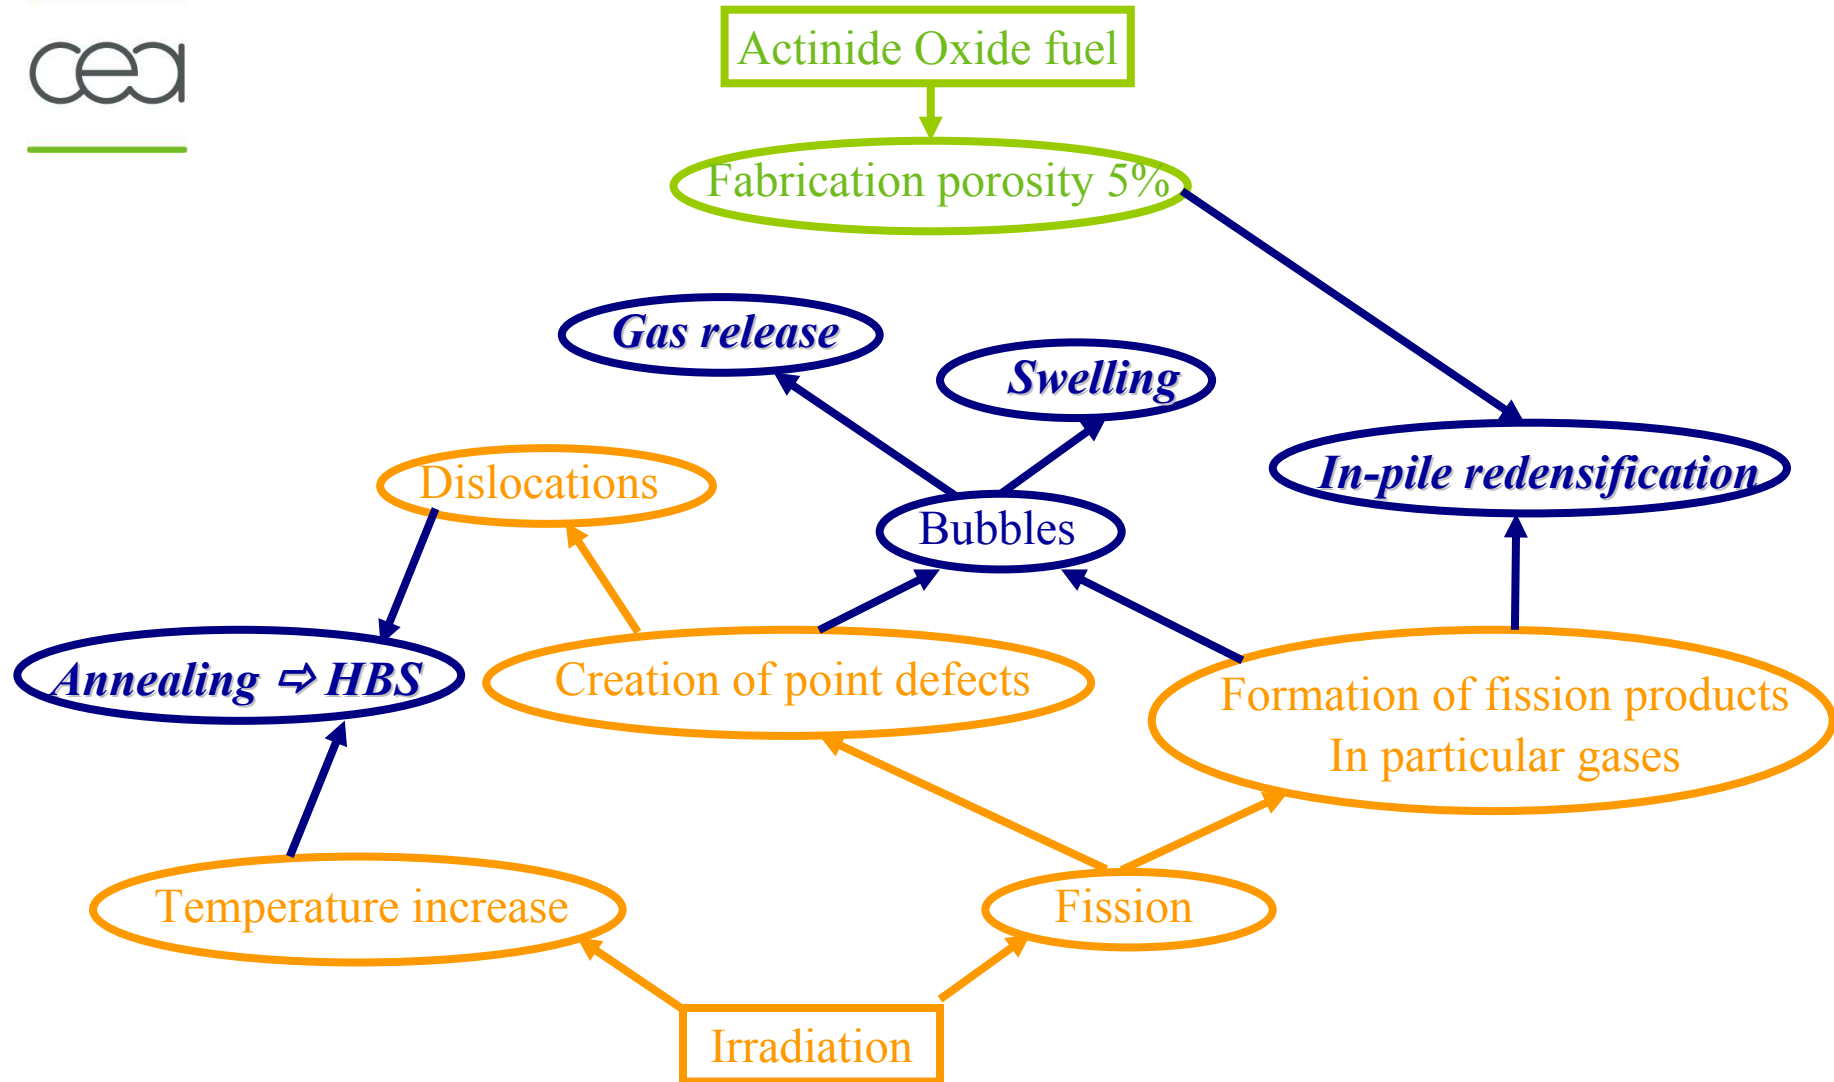 cea
Actinide Oxide fuel
Fabrication porosity 5%
Gas release
Swelling
Dislocations
In-pile redensification
Bubbles
Annealing ⇨ HBS
Creation of point defects
Formation of fission products
In particular gases
Temperature increase
Fission
Irradiation